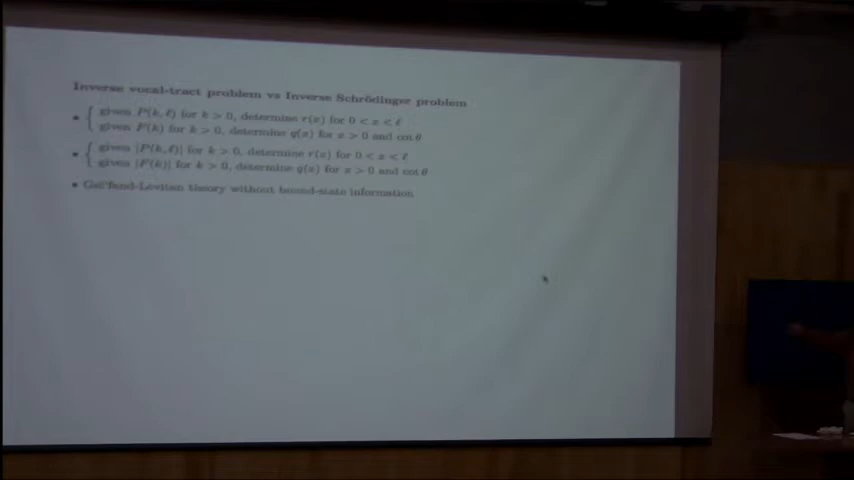 Inverse vocal-tract problem vs Inverse Schrödinger problem
• { given P(k, ℓ) for k > 0, determine r(x) for 0 < x < ℓ
given F(k) for k > 0, determine q(x) for x > 0 and cot θ
• { given |P(k, ℓ)| for k > 0, determine r(x) for 0 < x < ℓ
given |F(k)| for k > 0, determine q(x) for x > 0 and cot θ
• Gel'fand-Levitan theory without bound-state information